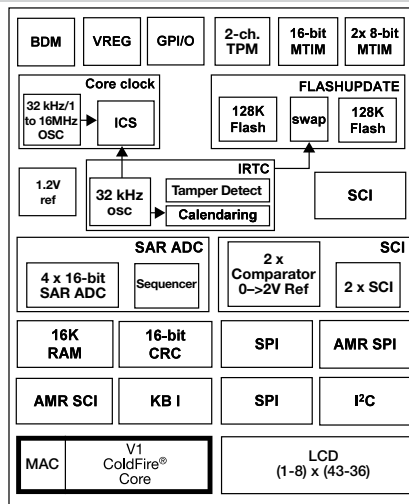 BDM
VREG
GPI/O
2-ch.
TPM
16-bit
MTIM
2x 8-bit
MTIM
Core clock
32 kHz/1
to 16MHz
OSC
ICS
FLASHUPDATE
128K
Flash
swap
128K
Flash
1.2V
ref
IRTC
32 kHz
osc
Tamper Detect
Calendaring
SCI
SAR ADC
4 x 16-bit
SAR ADC
Sequencer
SCI
2 x
Comparator
0–>2V Ref
2 x SCI
16K
RAM
16-bit
CRC
SPI
AMR SPI
AMR SCI
KB I
SPI
I²C
MAC
V1
ColdFire®
Core
LCD
(1-8) x (43-36)